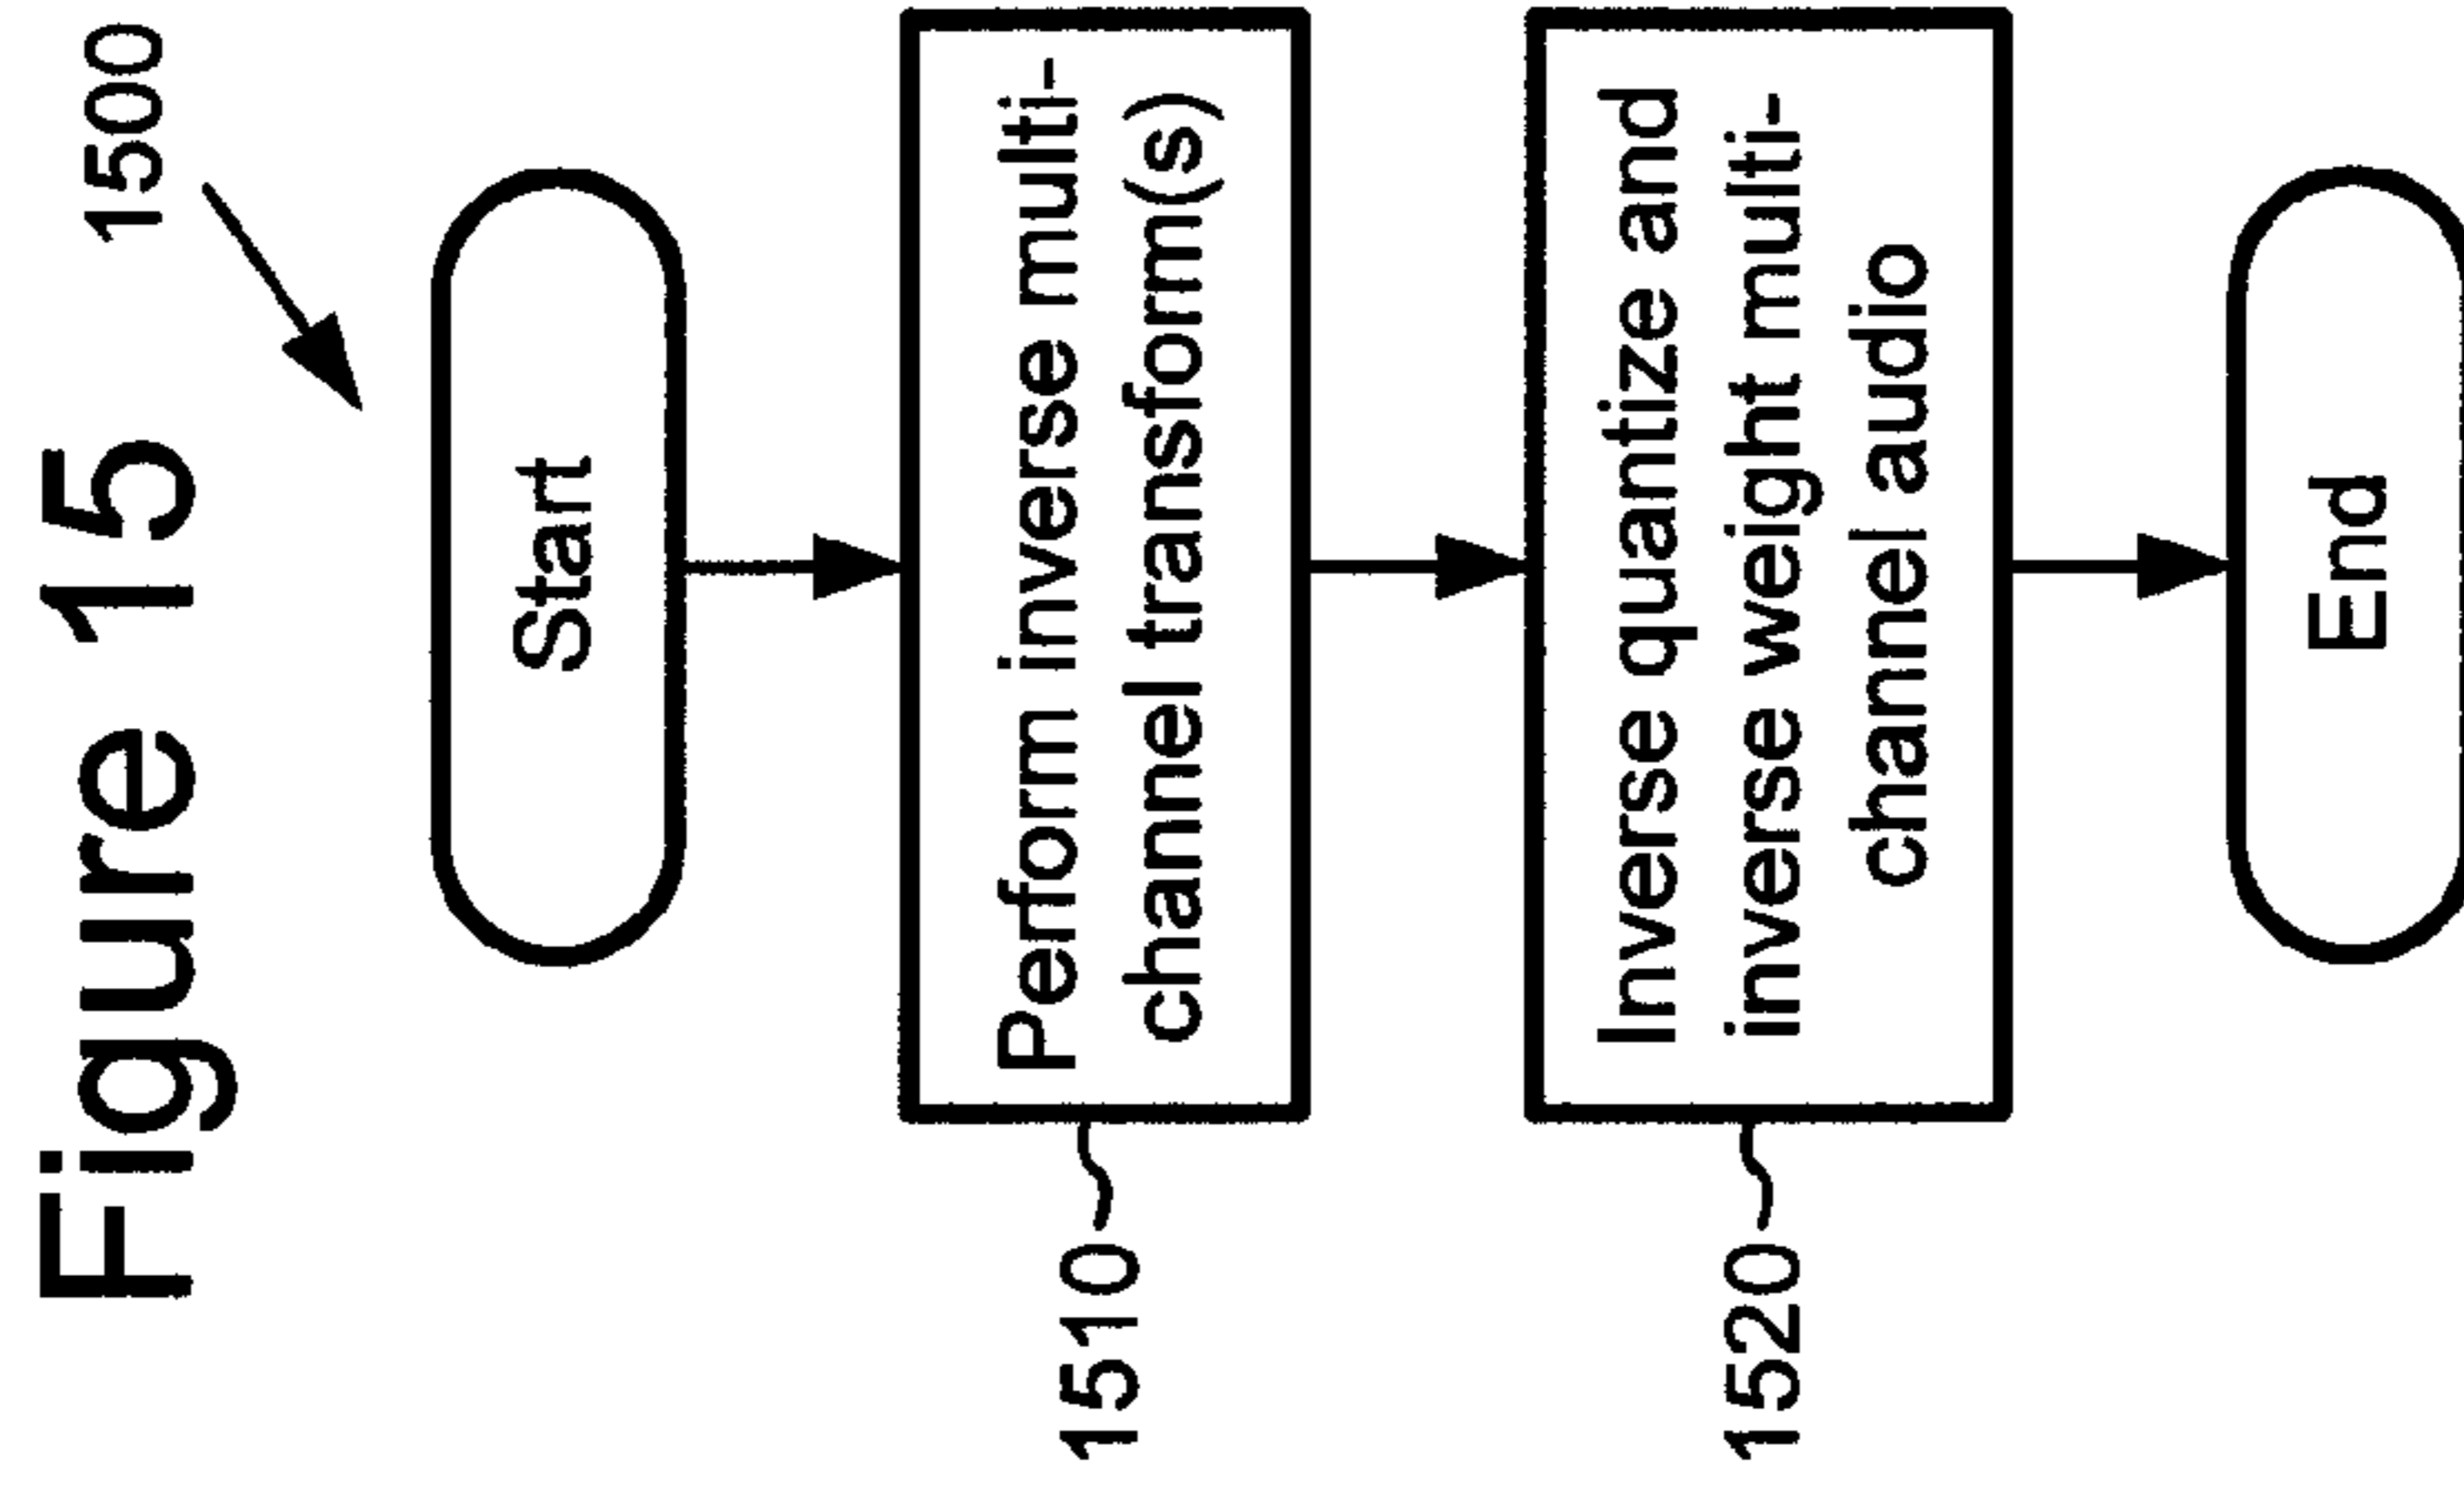 Figure 15
1500
Start
Perform inverse multi-
channel transform(s)
1510
Inverse quantize and
inverse weight multi-
channel audio
1520
End